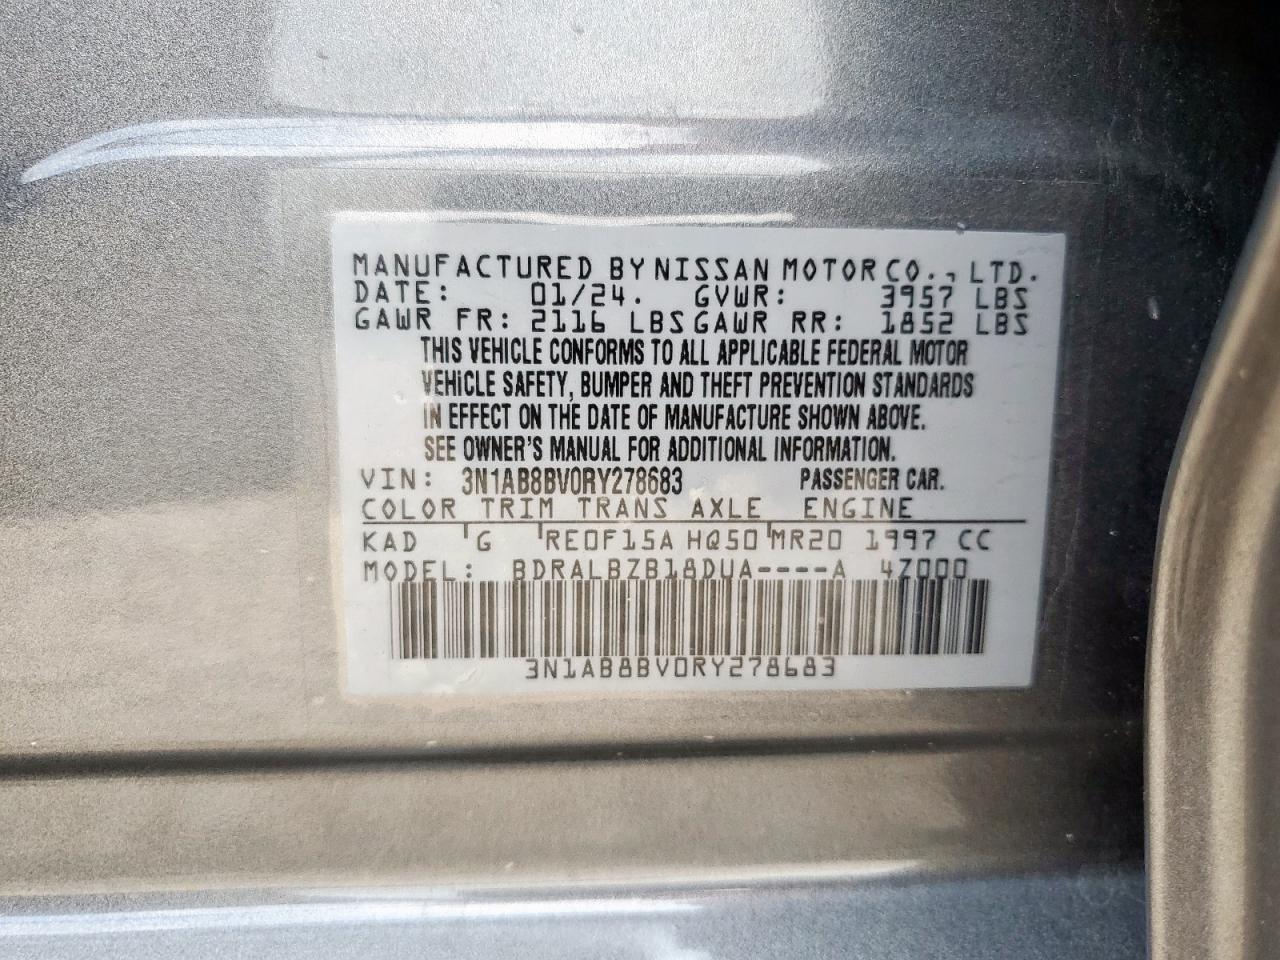 MANUFACTURED BY NISSAN MOTOR CO., LTD.
DATE: 01/24. GVWR: 3957 LBS
GAWR FR: 2116 LBS GAWR RR: 1852 LBS
THIS VEHICLE CONFORMS TO ALL APPLICABLE FEDERAL MOTOR
VEHICLE SAFETY, BUMPER AND THEFT PREVENTION STANDARDS
IN EFFECT ON THE DATE OF MANUFACTURE SHOWN ABOVE.
SEE OWNER'S MANUAL FOR ADDITIONAL INFORMATION.
VIN: 3N1AB8BV0RY278683 PASSENGER CAR.
COLOR TRIM TRANS AXLE ENGINE
KAD G RE0F15A HQ50 MR20 1997 CC
MODEL: BDRALBZB18DUA----A 4Z000
3N1AB8BV0RY278683